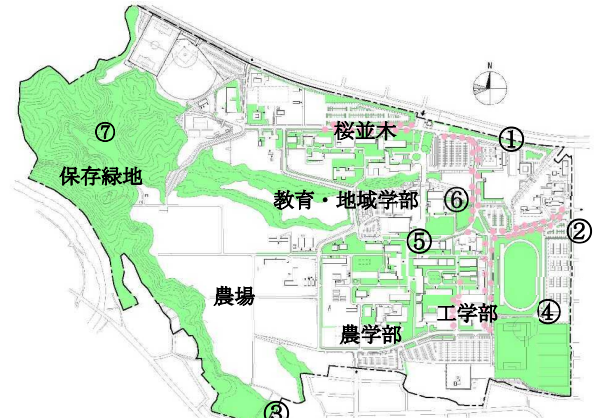 N
①
桜並木
⑦
保存緑地
教育・地域学部
⑥
②
⑤
農場
工学部
④
農学部
③